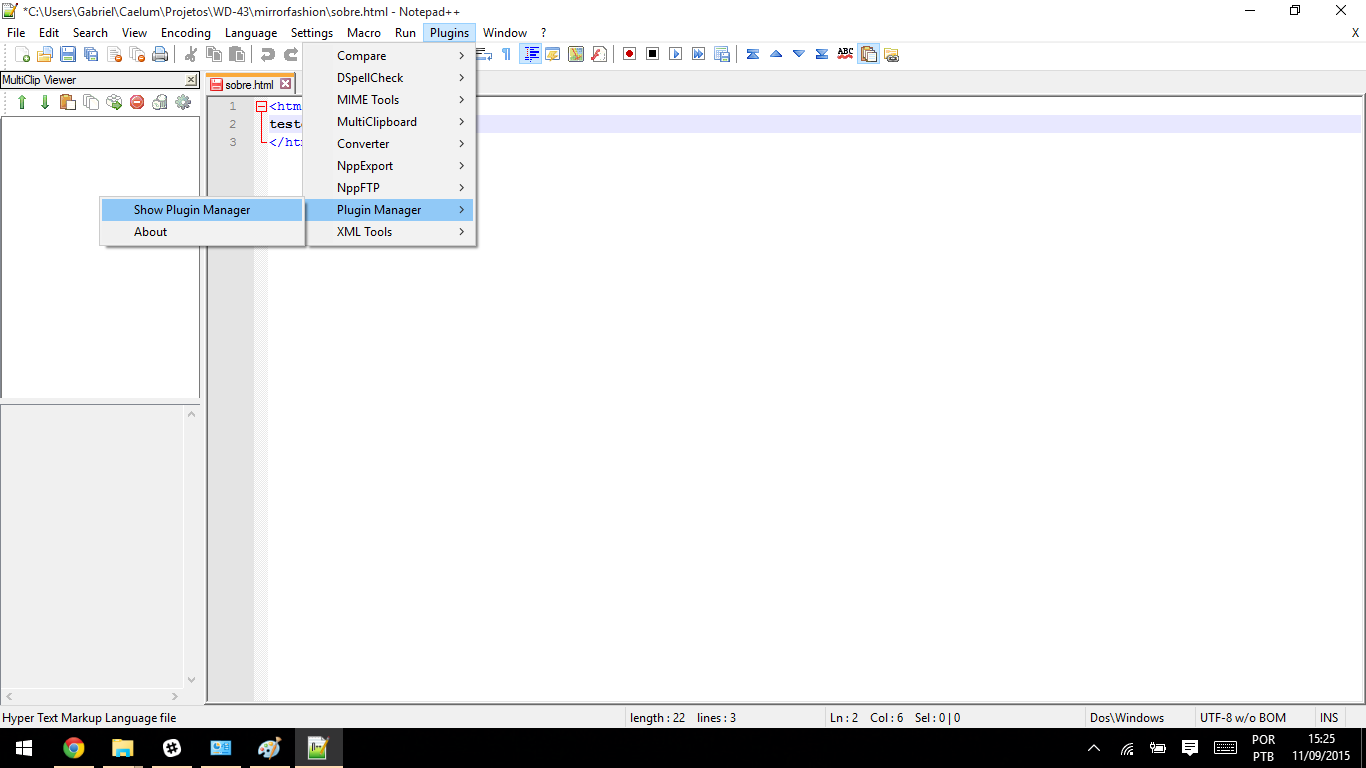 *C:\Users\Gabriel\Caelum\Projetos\WD-43\mirrorfashion\sobre.html - Notepad++
File Edit Search View Encoding Language Settings Macro Run Plugins Window ? X
ABC
MultiClip Viewer
sobre.html
Compare
DSpellCheck
MIME Tools
MultiClipboard
Converter
NppExport
NppFTP
Plugin Manager
XML Tools
Show Plugin Manager
About
1 <htm
2 test
3 </ht
Hyper Text Markup Language file length : 22 lines : 3 Ln : 2 Col : 6 Sel : 0 | 0 Dos\Windows UTF-8 w/o BOM INS
POR 15:25
PTB 11/09/2015